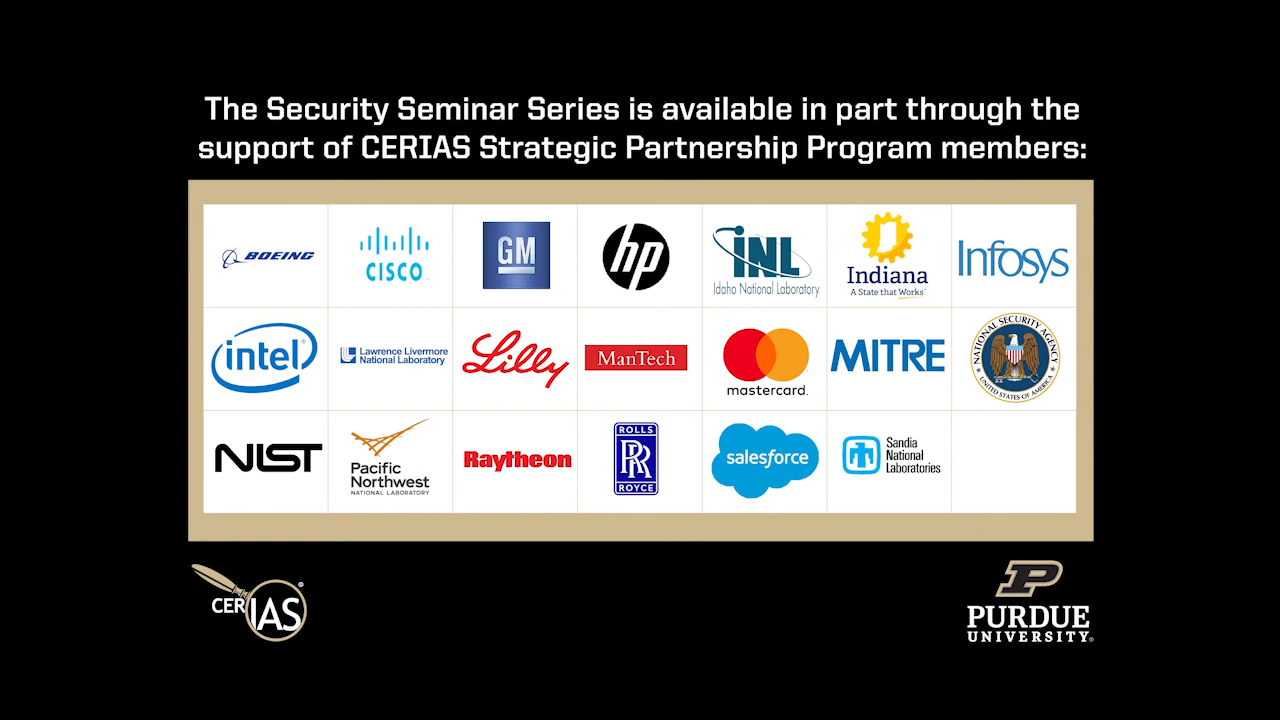 The Security Seminar Series is available in part through the
support of CERIAS Strategic Partnership Program members:
BOEING
CISCO
GM
hp
INL
Idaho National Laboratory
Indiana
A State that Works
Infosys
intel
Lawrence Livermore
National Laboratory
Lilly
ManTech
mastercard.
MITRE
NATIONAL SECURITY AGENCY
UNITED STATES OF AMERICA
NIST
Pacific
Northwest
NATIONAL LABORATORY
Raytheon
ROLLS
RR
ROYCE
salesforce
Sandia
National
Laboratories
CERIAS
P
PURDUE
UNIVERSITY